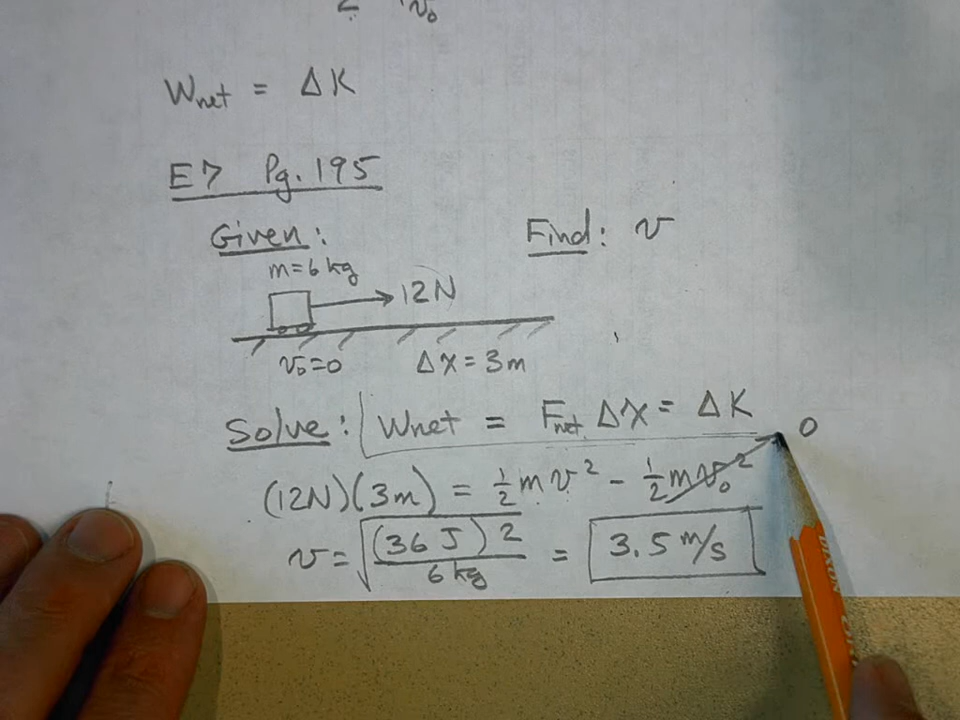 v₀
Wnet = ΔK
E7 Pg. 195
Given: Find: v
m=6 kg
12N
v₀=0 Δx = 3m
Solve: Wnet = Fnet Δx = ΔK
0
(12N)(3m) = ½mv² - ½mv₀²
v = √((36 J) 2 / 6 kg) = 3.5 m/s